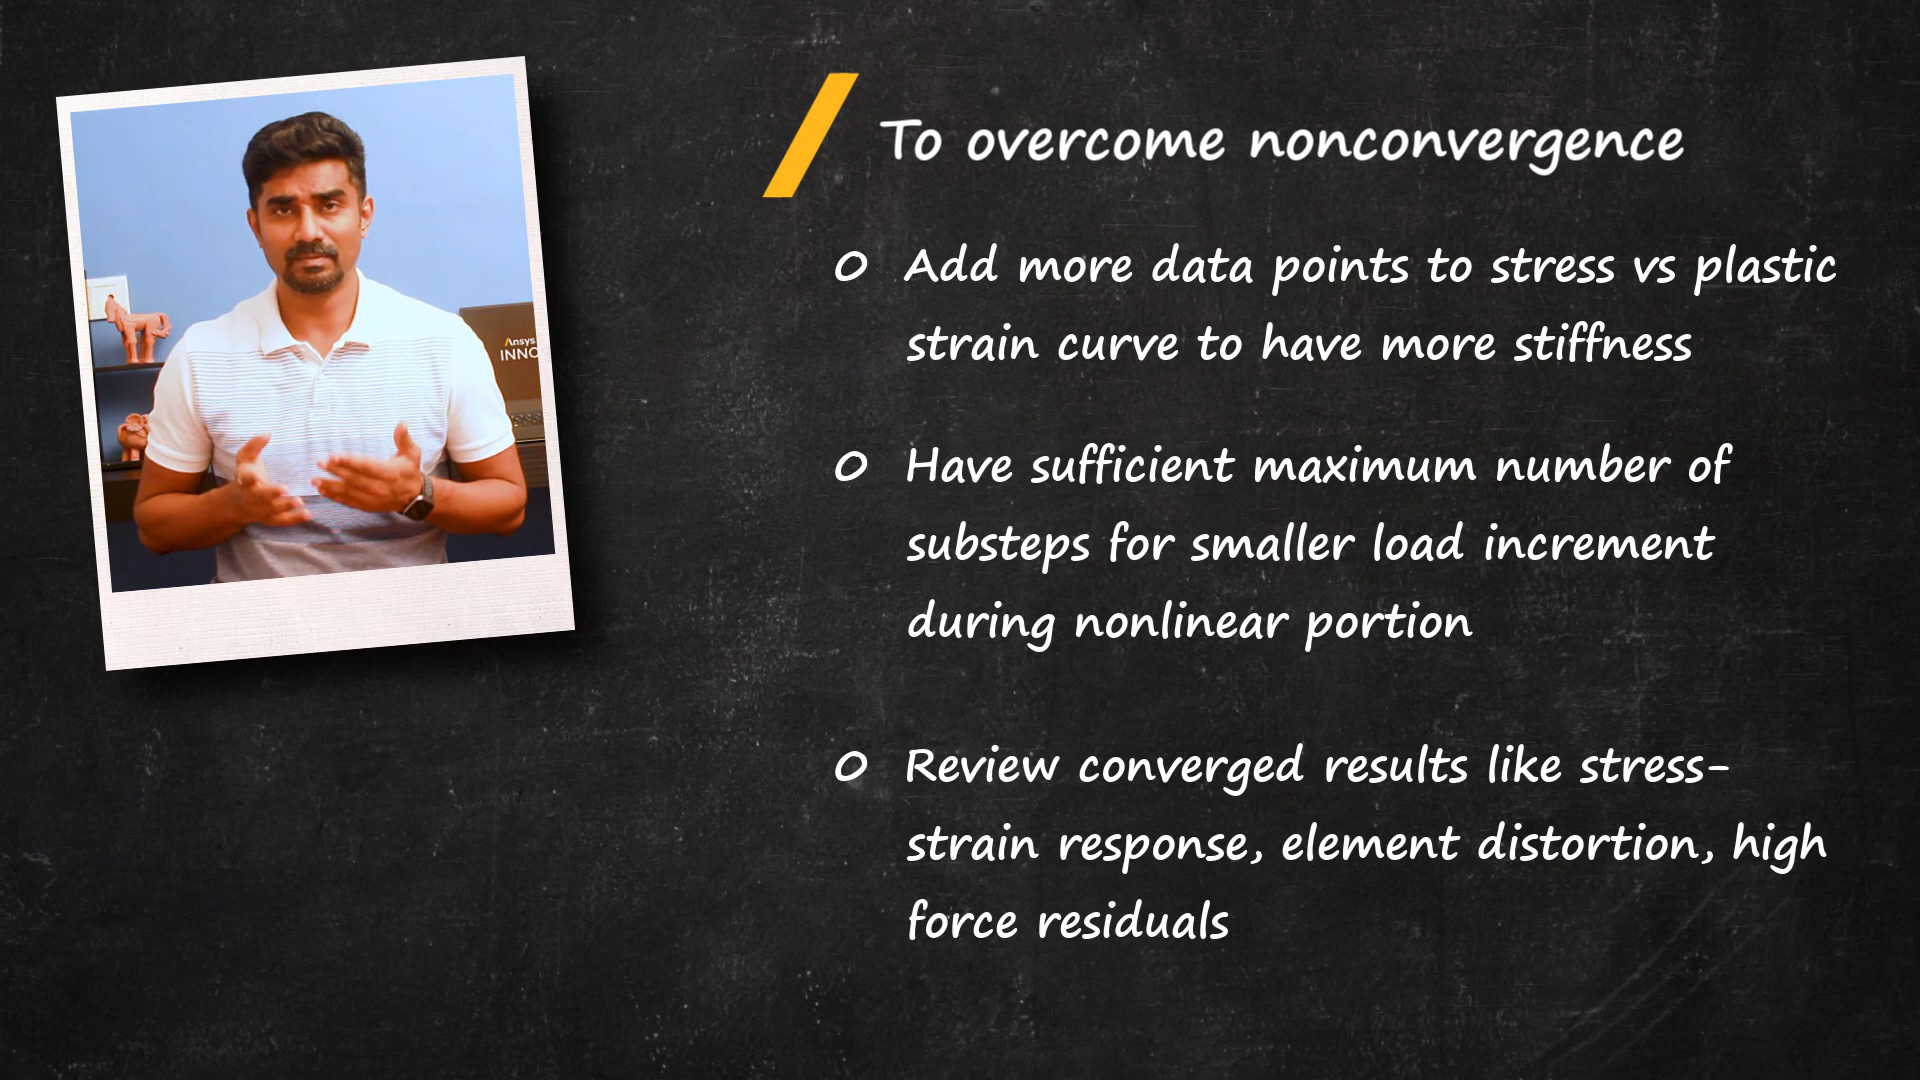 To overcome nonconvergence
O Add more data points to stress vs plastic
strain curve to have more stiffness
O Have sufficient maximum number of
substeps for smaller load increment
during nonlinear portion
O Review converged results like stress-
strain response, element distortion, high
force residuals
Ansys
INNO